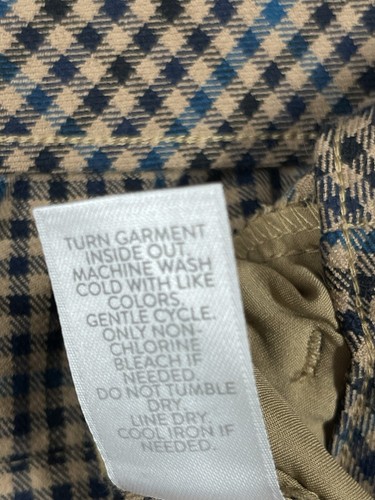 TURN GARMENT
INSIDE OUT.
MACHINE WASH
COLD WITH LIKE
COLORS.
GENTLE CYCLE.
ONLY NON-
CHLORINE
BLEACH IF
NEEDED.
DO NOT TUMBLE
DRY.
LINE DRY.
COOL IRON IF
NEEDED.